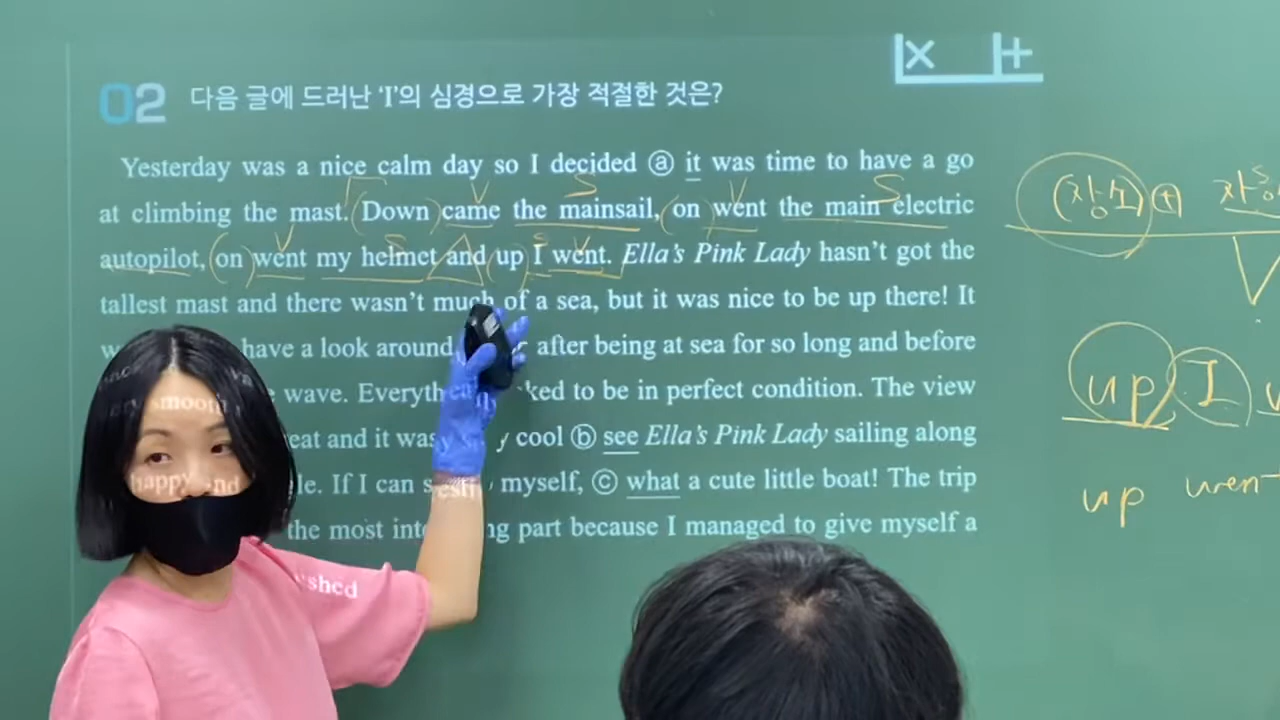 02 다음 글에 드러난 'I'의 심경으로 가장 적절한 것은?
Yesterday was a nice calm day so I decided ⓐ it was time to have a go
at climbing the mast. (Down) came the mainsail, (on) went the main electric
autopilot, (on) went my helmet and (up) I went. Ella's Pink Lady hasn't got the
tallest mast and there wasn't much of a sea, but it was nice to be up there! It
have a look around after being at sea for so long and before
wave. to be in perfect condition. The view
and it was cool ⓑ see Ella's Pink Lady sailing along
If I can myself, ⓒ what a cute little boat! The trip
the most part because I managed to give myself a
smooth
happy and
V S V S
V S S V
× +
(장소) +
V
up I
up wen